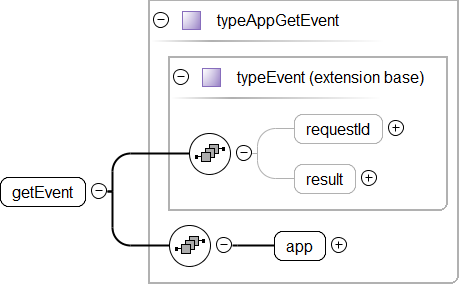 typeAppGetEvent
typeEvent (extension base)
requestId
result
getEvent
app